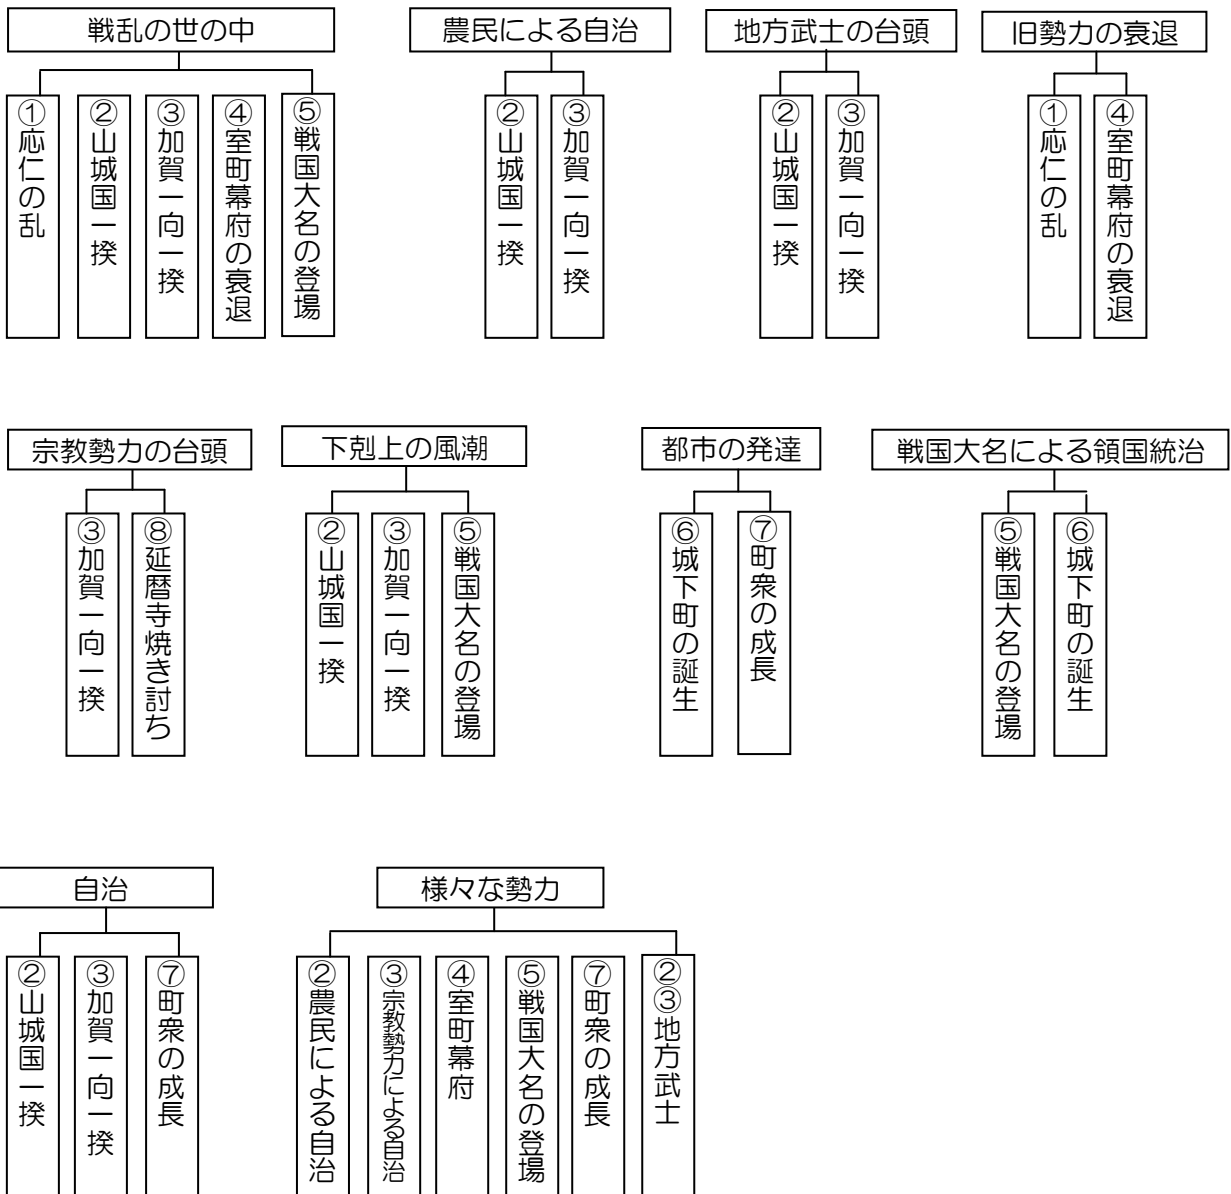 戦乱の世の中
①応仁の乱
②山城国一揆
③加賀一向一揆
④室町幕府の衰退
⑤戦国大名の登場
農民による自治
②山城国一揆
③加賀一向一揆
地方武士の台頭
②山城国一揆
③加賀一向一揆
旧勢力の衰退
①応仁の乱
④室町幕府の衰退
宗教勢力の台頭
③加賀一向一揆
⑧延暦寺焼き討ち
下剋上の風潮
②山城国一揆
③加賀一向一揆
⑤戦国大名の登場
都市の発達
⑥城下町の誕生
⑦町衆の成長
戦国大名による領国統治
⑤戦国大名の登場
⑥城下町の誕生
自治
②山城国一揆
③加賀一向一揆
⑦町衆の成長
様々な勢力
②農民による自治
③宗教勢力による自治
④室町幕府
⑤戦国大名の登場
⑦町衆の成長
②③地方武士